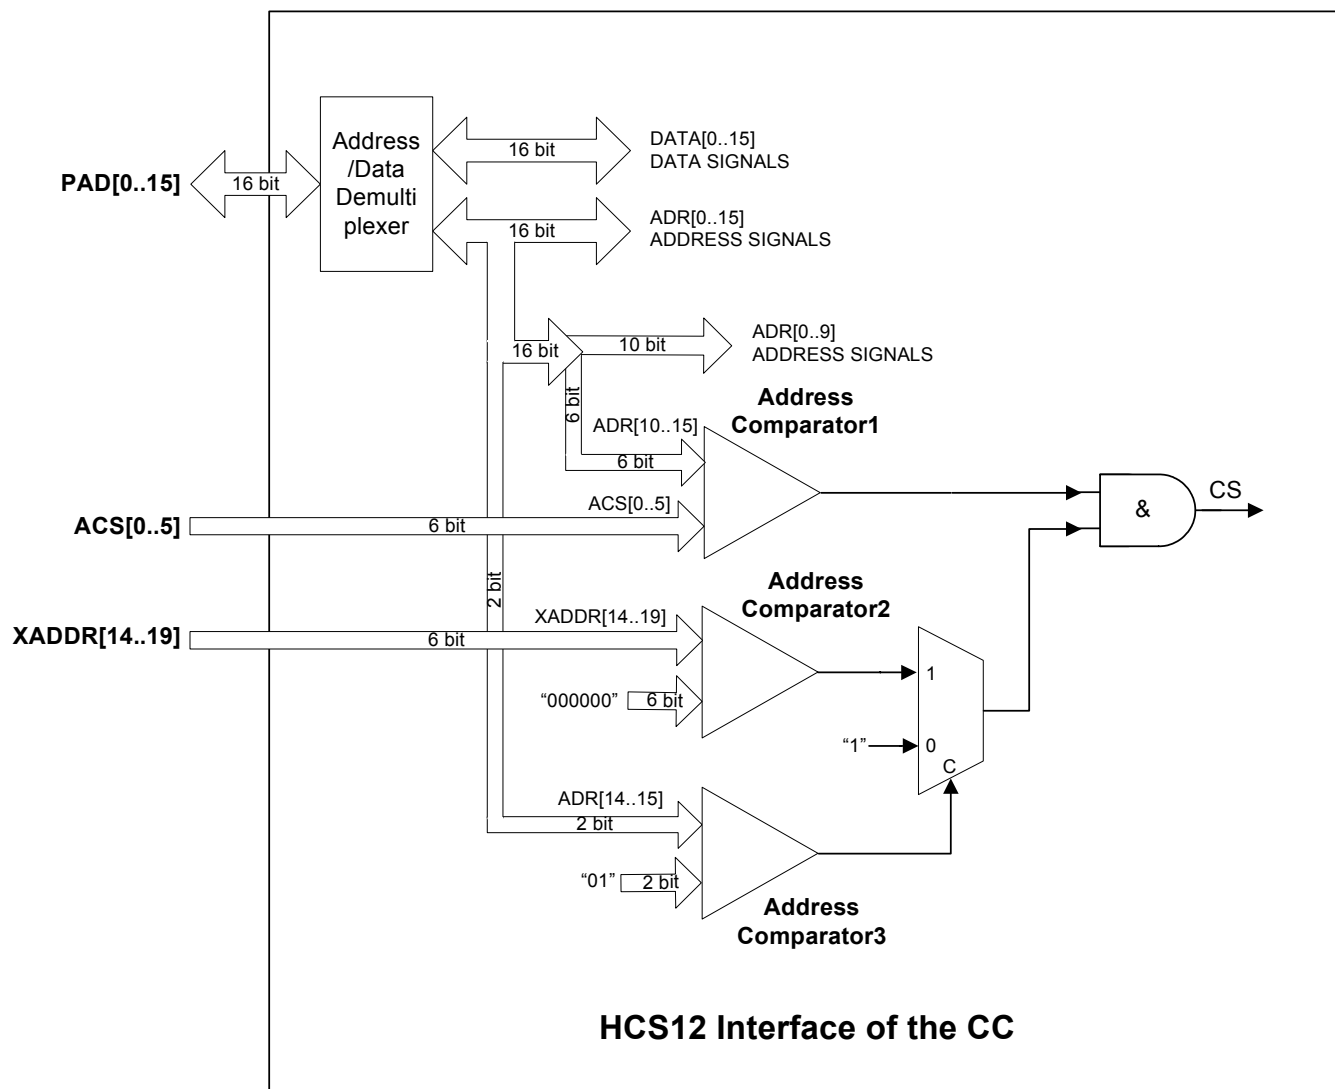 Address
/Data
Demulti
plexer
PAD[0..15]
16 bit
16 bit
DATA[0..15]
DATA SIGNALS
16 bit
ADR[0..15]
ADDRESS SIGNALS
16 bit
10 bit
ADR[0..9]
ADDRESS SIGNALS
6 bit
Address
Comparator1
ADR[10..15]
6 bit
ACS[0..5]
ACS[0..5]
6 bit
&
CS
2 bit
Address
Comparator2
XADDR[14..19]
XADDR[14..19]
6 bit
“000000”
6 bit
1
“1”
0
C
ADR[14..15]
2 bit
“01”
2 bit
Address
Comparator3
HCS12 Interface of the CC